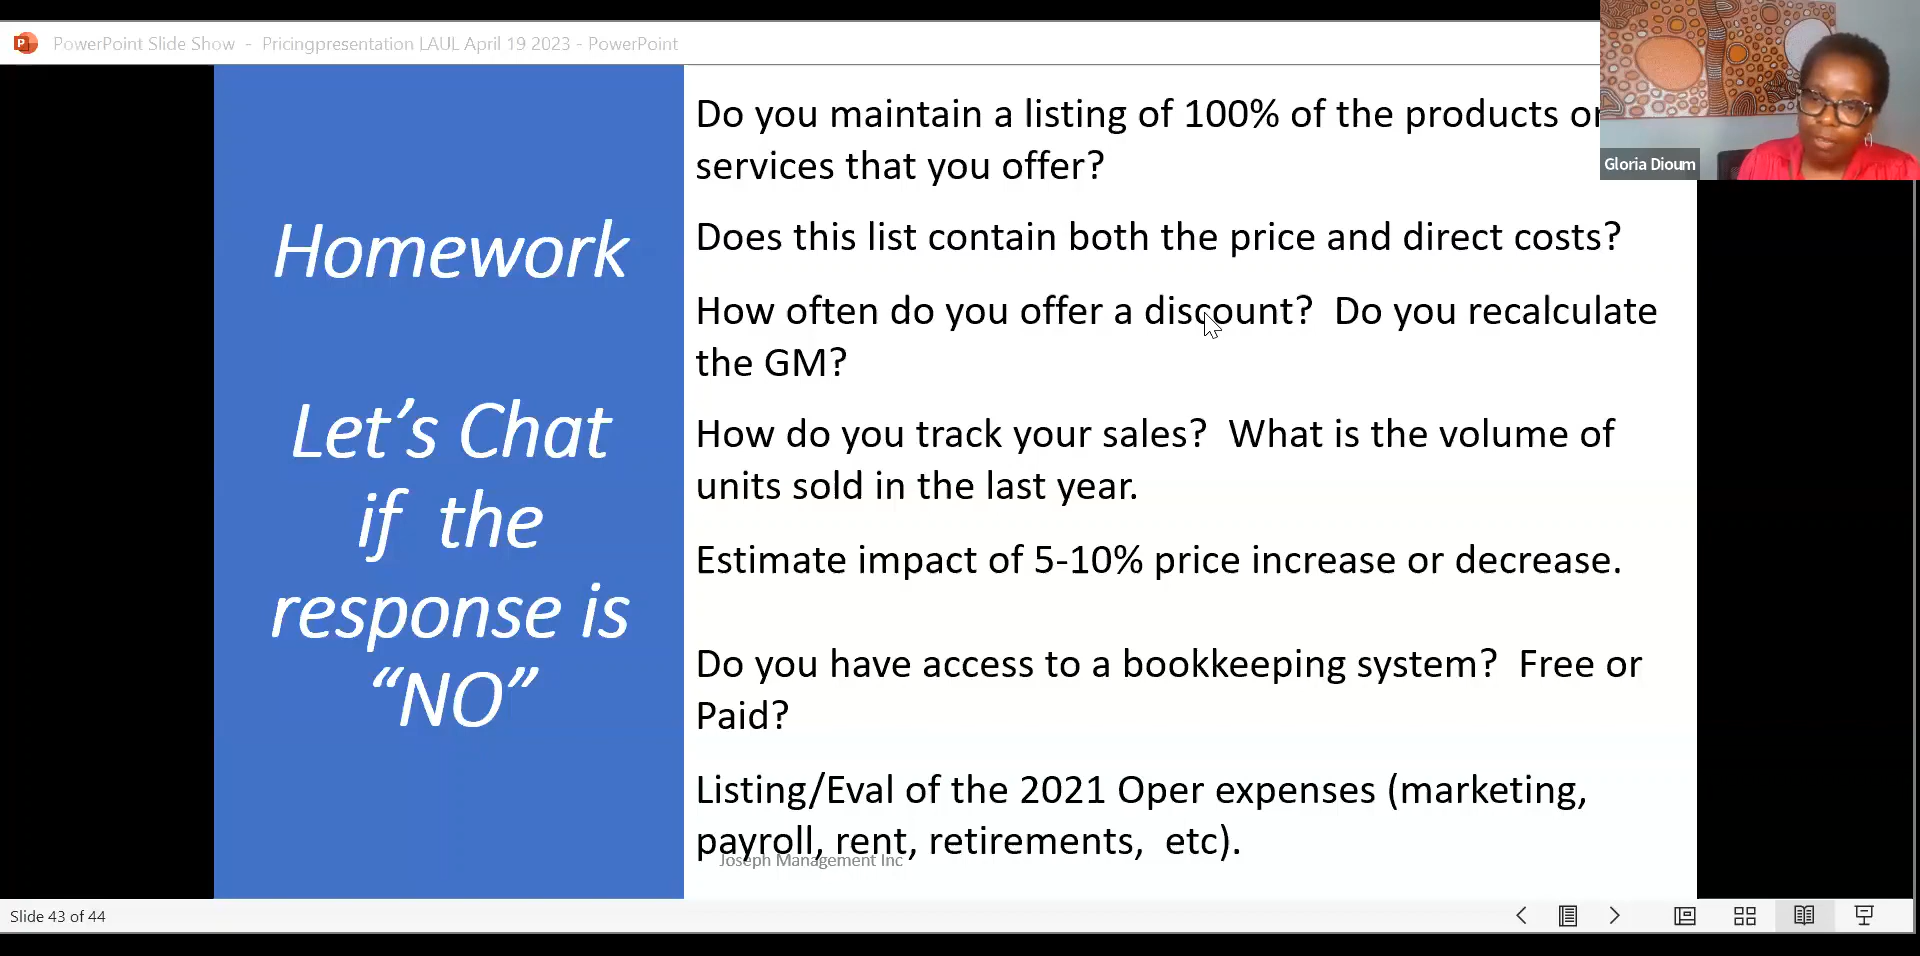 PowerPoint Slide Show - Pricingpresentation LAUL April 19 2023 - PowerPoint
Gloria Dioum
Homework
Let's Chat
if the
response is
“NO”
Do you maintain a listing of 100% of the products or
services that you offer?
Does this list contain both the price and direct costs?
How often do you offer a discount? Do you recalculate
the GM?
How do you track your sales? What is the volume of
units sold in the last year.
Estimate impact of 5-10% price increase or decrease.
Do you have access to a bookkeeping system? Free or
Paid?
Listing/Eval of the 2021 Oper expenses (marketing,
payroll, rent, retirements, etc).
Joseph Management Inc
Slide 43 of 44